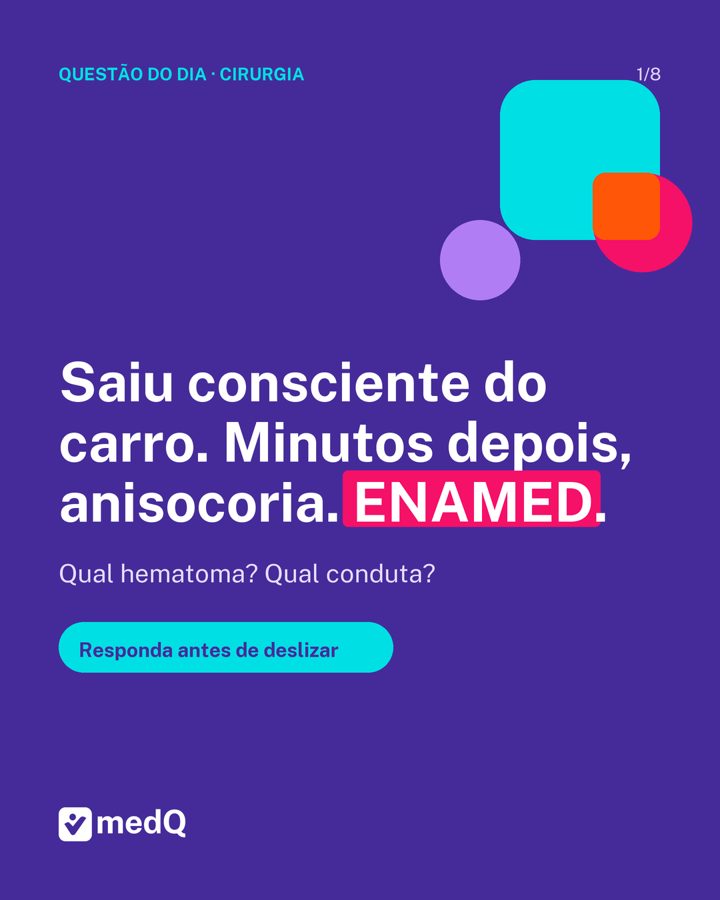 QUESTÃO DO DIA · CIRURGIA
1/8
Saiu consciente do
carro. Minutos depois,
anisocoria. ENAMED.
Qual hematoma? Qual conduta?
Responda antes de deslizar
medQ